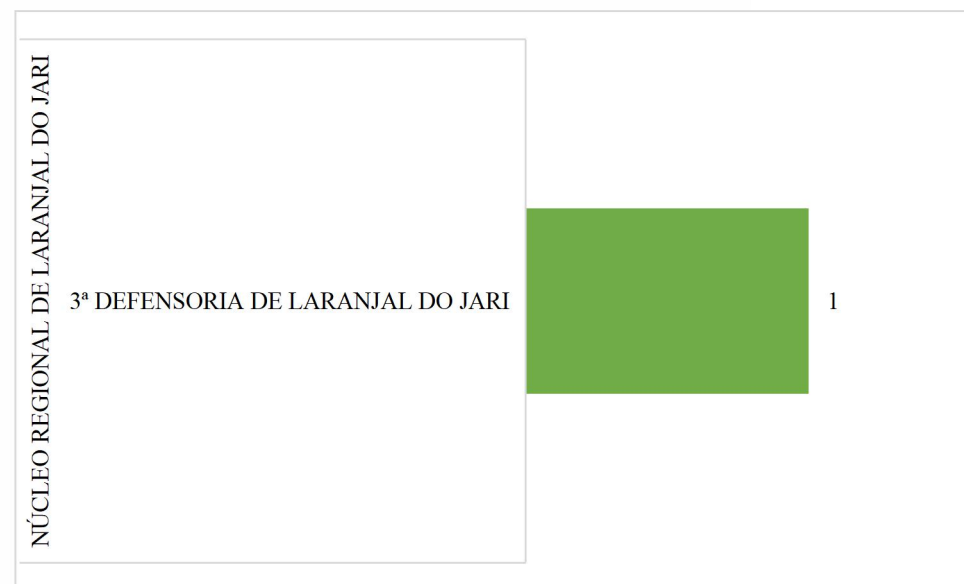 NÚCLEO REGIONAL DE LARANJAL DO JARI
3ª DEFENSORIA DE LARANJAL DO JARI
1